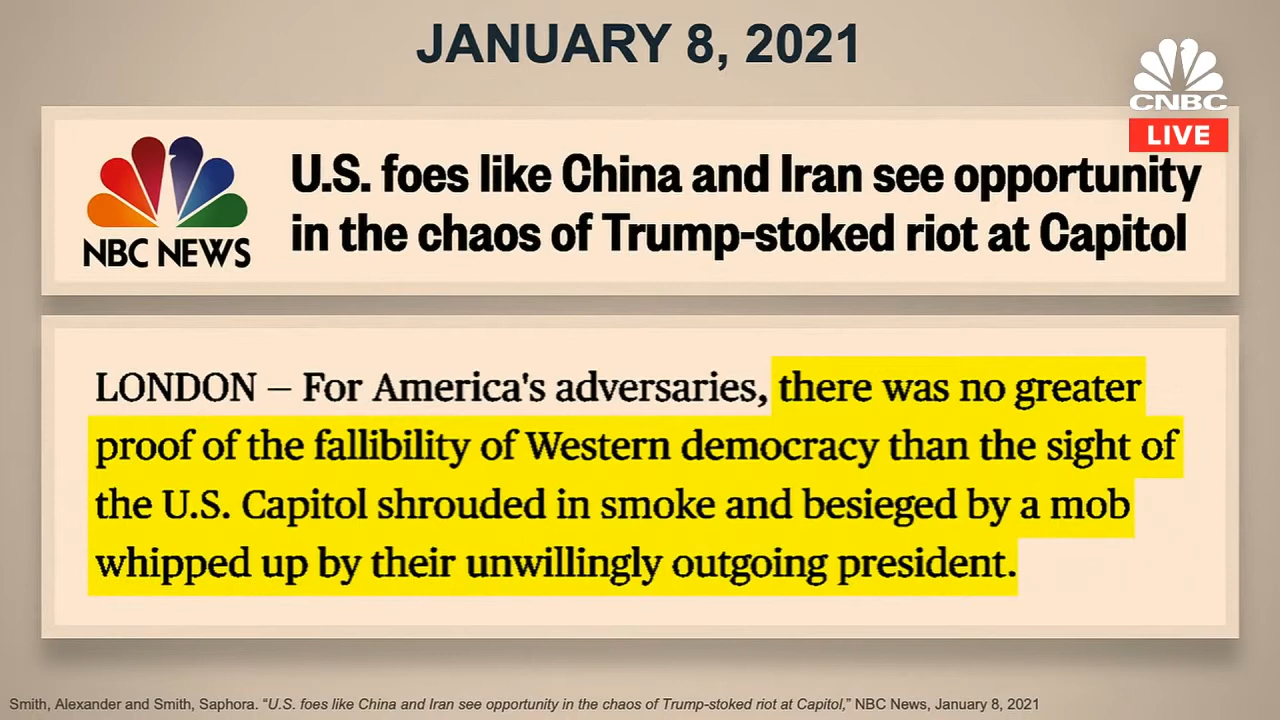 JANUARY 8, 2021
CNBC
LIVE
NBC NEWS
U.S. foes like China and Iran see opportunity
in the chaos of Trump-stoked riot at Capitol
LONDON — For America's adversaries, there was no greater
proof of the fallibility of Western democracy than the sight of
the U.S. Capitol shrouded in smoke and besieged by a mob
whipped up by their unwillingly outgoing president.
Smith, Alexander and Smith, Saphora. “U.S. foes like China and Iran see opportunity in the chaos of Trump-stoked riot at Capitol,” NBC News, January 8, 2021